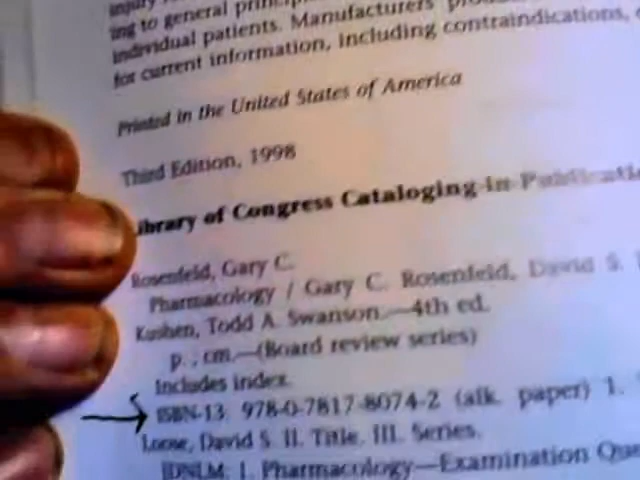 ing to general
individual patients. Manufacturers'
for current information, including contraindications,
Printed in the United States of America
Third Edition, 1998
Library of Congress Cataloging-in-Publication
Rosenfeld, Gary C.
Pharmacology / Gary C. Rosenfeld, David S.
Kushen, Todd A. Swanson.—4th ed.
p. ; cm.—(Board review series)
Includes index.
ISBN-13: 978-0-7817-8074-2 (alk. paper) 1.
Loose, David S. II. Title. III. Series.
[DNLM: 1. Pharmacology—Examination